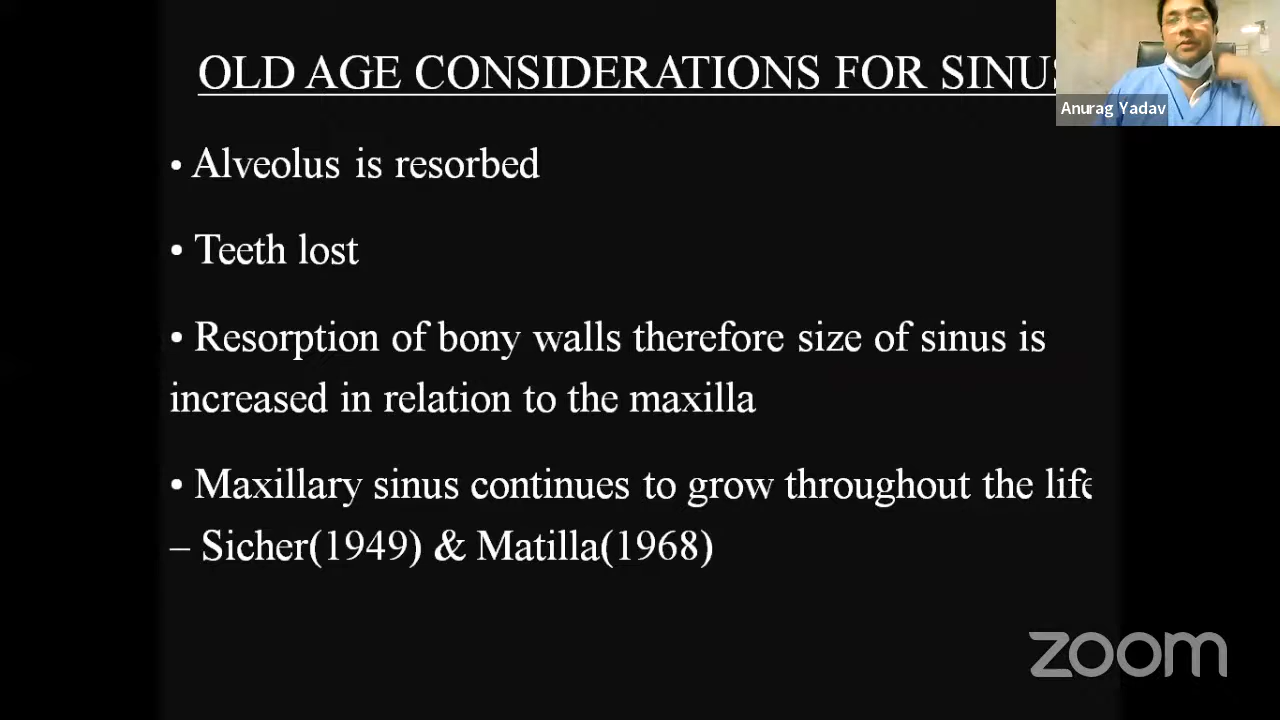 OLD AGE CONSIDERATIONS FOR SINUS
Anurag Yadav
• Alveolus is resorbed
• Teeth lost
• Resorption of bony walls therefore size of sinus is
increased in relation to the maxilla
• Maxillary sinus continues to grow throughout the life
– Sicher(1949) & Matilla(1968)
zoom